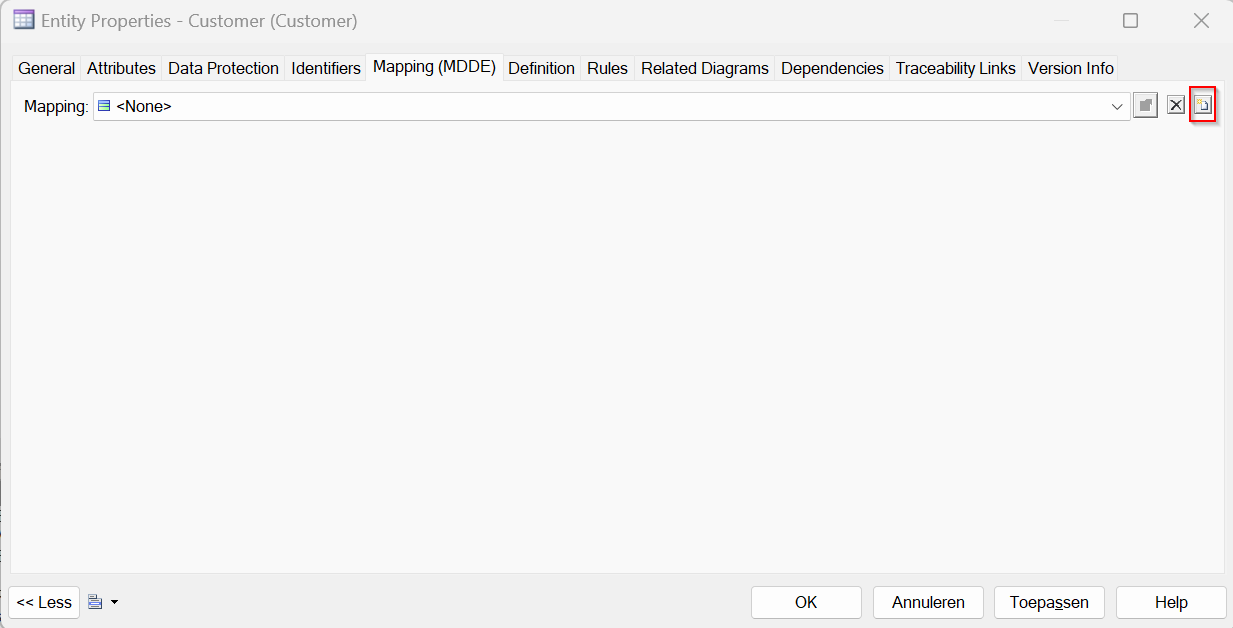 Entity Properties - Customer (Customer)
General Attributes Data Protection Identifiers Mapping (MDDE) Definition Rules Related Diagrams Dependencies Traceability Links Version Info
Mapping: <None>
<< Less OK Annuleren Toepassen Help